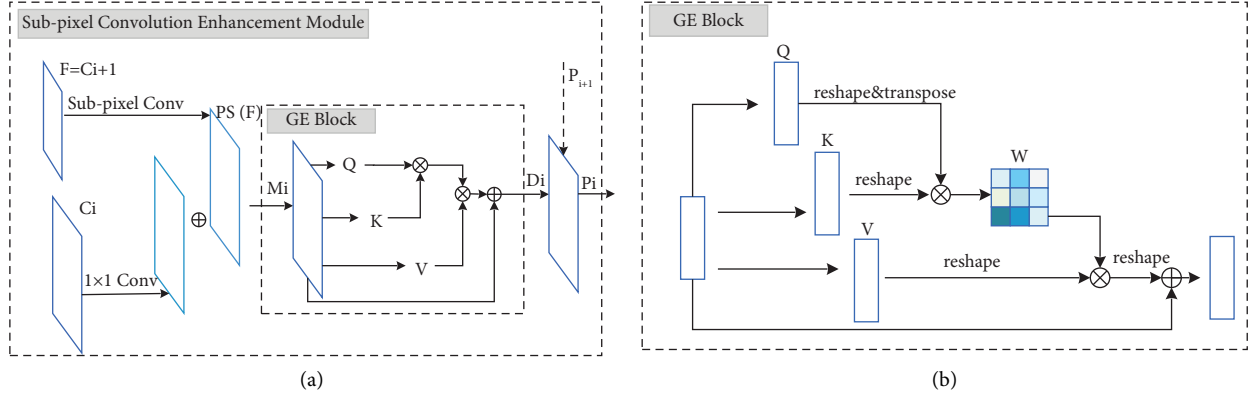 Sub-pixel Convolution Enhancement Module
F=Ci+1
Sub-pixel Conv
PS (F)
GE Block
P_{i+1}
Q
K
V
Mi
Di
Pi
Ci
1×1 Conv
(a)
GE Block
Q
reshape&transpose
K
reshape
W
V
reshape
reshape
(b)